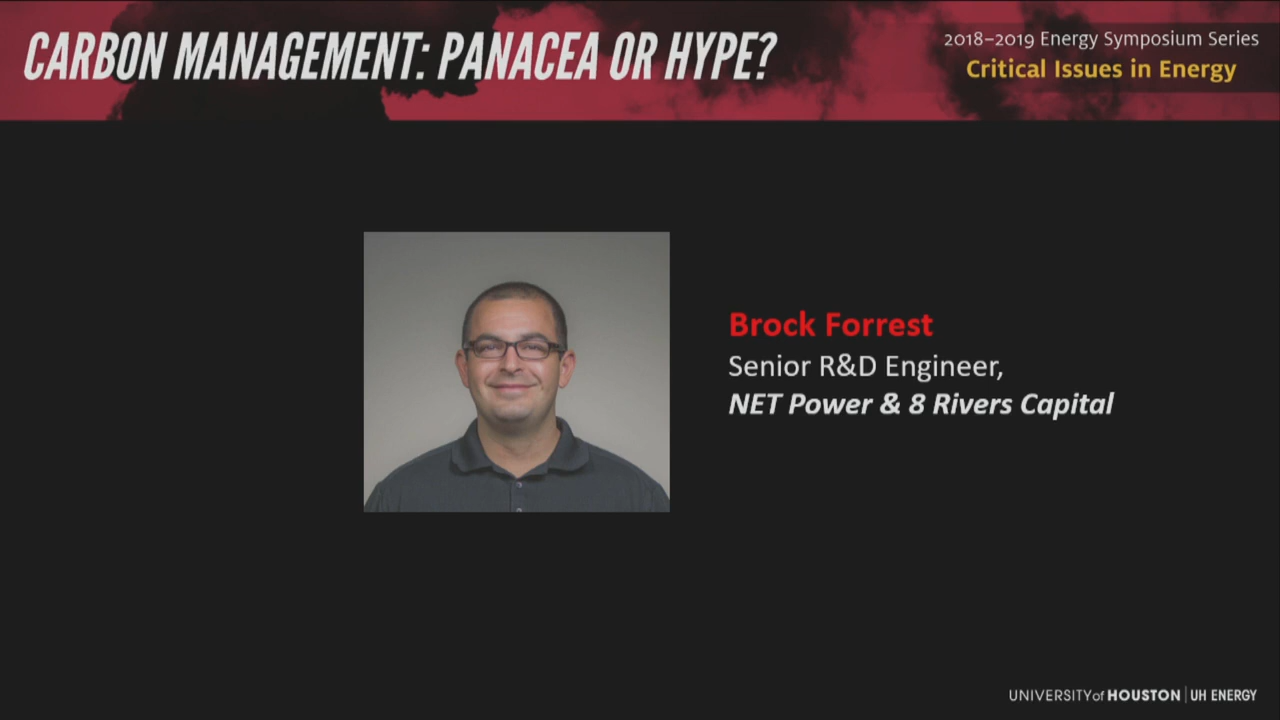 CARBON MANAGEMENT: PANACEA OR HYPE?
2018–2019 Energy Symposium Series
Critical Issues in Energy
Brock Forrest
Senior R&D Engineer,
NET Power & 8 Rivers Capital
UNIVERSITY of HOUSTON | UH ENERGY